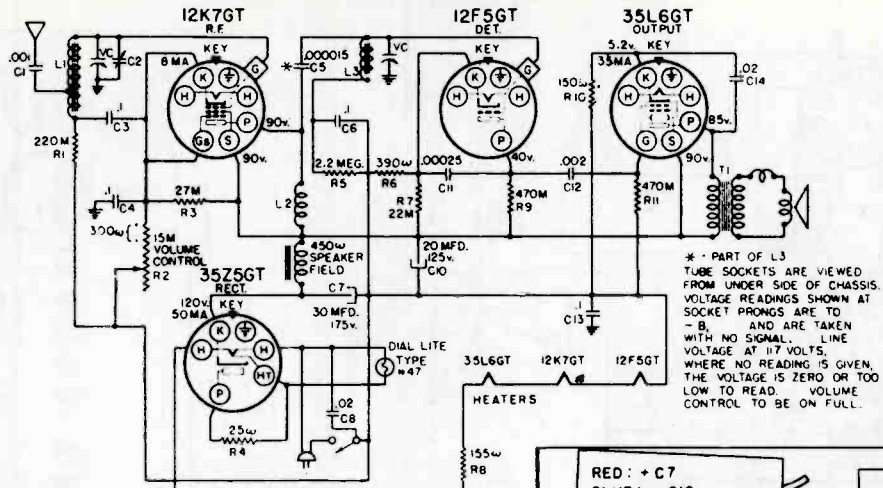 12K7GT
R.F.
12F5GT
DET.
35L6GT
OUTPUT
KEY
8 MA
KEY
5.2v. KEY
35MA
.001
C1
L1
VC
C2
K
G
H
H
P
Gs
S
90v.
90v.
.1
C3
220M
R1
.1
C4
27M
R3
300ω
15M
VOLUME
CONTROL
R2
.000015
* C5
L3
VC
.1
C6
2.2 MEG.
R5
390ω
R6
.00025
C11
R7
22M
K
H
H
P
40v.
470M
R9
.002
C12
150ω
R10
K
H
H
P
G
S
85v.
90v.
.02
C14
470M
R11
T1
L2
450ω
SPEAKER
FIELD
20 MFD.
125v.
C10
C7
30 MFD.
175v.
.1
C13
35Z5GT
RECT.
120v.
50MA
KEY
K
H
H
HT
P
25ω
R4
DIAL LITE
TYPE
#47
.02
C8
35L6GT
12K7GT
12F5GT
HEATERS
155ω
R8
* - PART OF L3
TUBE SOCKETS ARE VIEWED
FROM UNDER SIDE OF CHASSIS.
VOLTAGE READINGS SHOWN AT
SOCKET PRONGS ARE TO
- B, AND ARE TAKEN
WITH NO SIGNAL. LINE
VOLTAGE AT 117 VOLTS,
WHERE NO READING IS GIVEN,
THE VOLTAGE IS ZERO OR TOO
LOW TO READ. VOLUME
CONTROL TO BE ON FULL.
RED: + C7